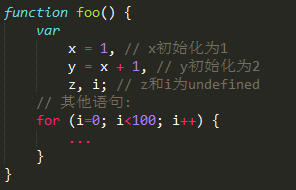 function foo() {
    var
        x = 1, // x初始化为1
        y = x + 1, // y初始化为2
        z, i; // z和i为undefined
    // 其他语句:
    for (i=0; i<100; i++) {
        ...
    }
}